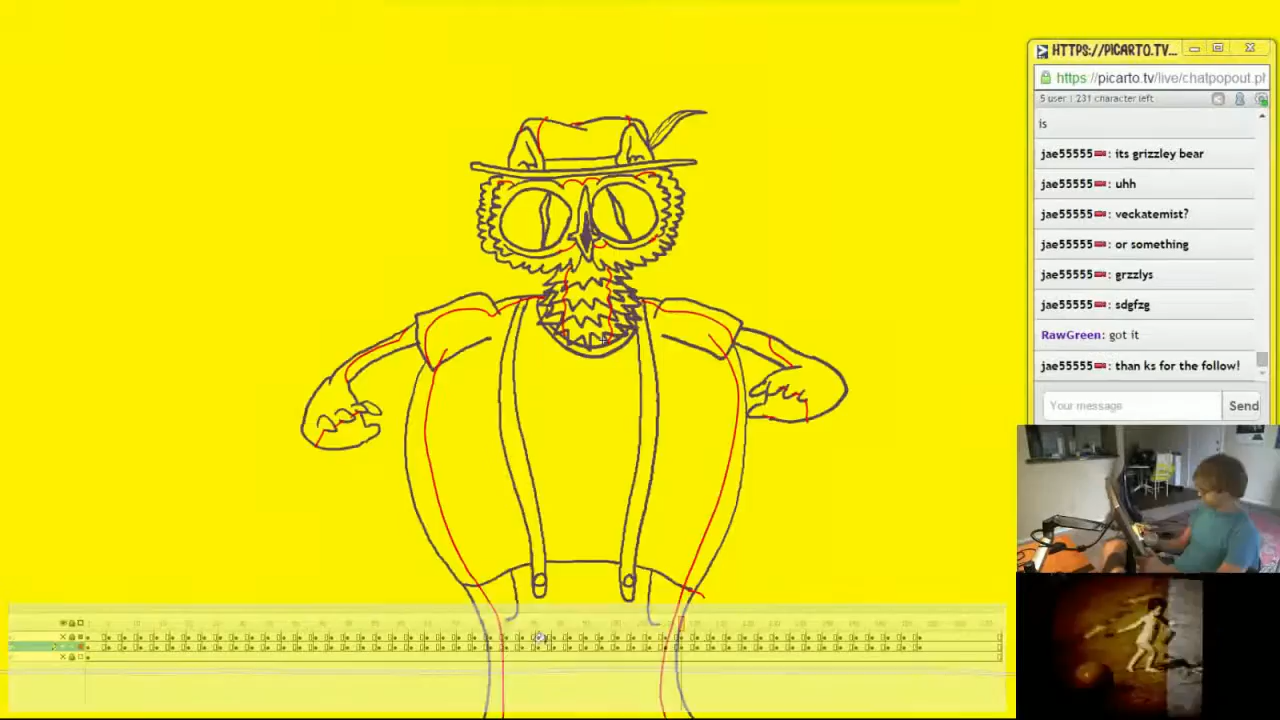 HTTPS://PICARTO.TV...
https://picarto.tv/live/chatpopout.ph
5 user | 231 character left
is
jae55555: its grizzley bear
jae55555: uhh
jae55555: veckatemist?
jae55555: or something
jae55555: grzzlys
jae55555: sdgfzg
RawGreen: got it
jae55555: than ks for the follow!
Your message
Send